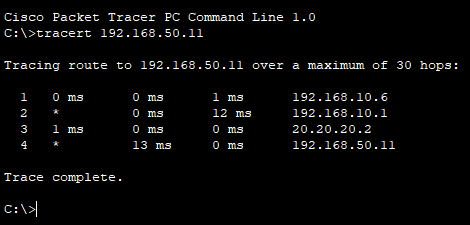 Cisco Packet Tracer PC Command Line 1.0
C:\>tracert 192.168.50.11
Tracing route to 192.168.50.11 over a maximum of 30 hops:
1 0 ms 0 ms 1 ms 192.168.10.6
2 * 0 ms 12 ms 192.168.10.1
3 1 ms 0 ms 0 ms 20.20.20.2
4 * 13 ms 0 ms 192.168.50.11
Trace complete.
C:\>